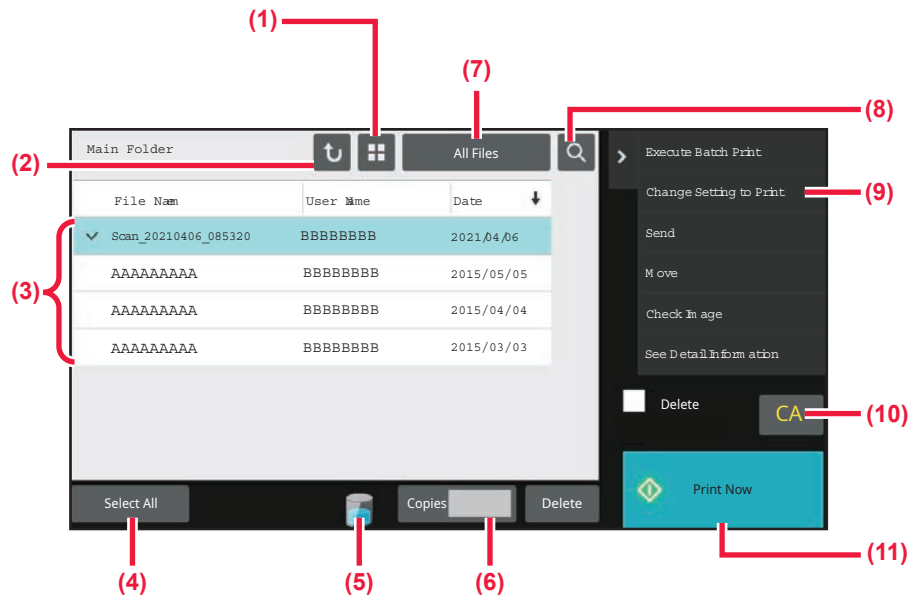 (1)
(7)
(8)
(2)
Main Folder
All Files
Execute Batch Print
Change Setting to Print
(9)
File Nam
User Name
Date
Send
Scan_20210406_085320 BBBBBBBB 2021/04/06
(3)
AAAAAAAAA BBBBBBBB 2015/05/05
Move
AAAAAAAAA BBBBBBBB 2015/04/04
Check Image
AAAAAAAAA BBBBBBBB 2015/03/03
See Detail Information
Delete
CA
(10)
Select All
Copies
Delete
Print Now
(4)
(5)
(6)
(11)